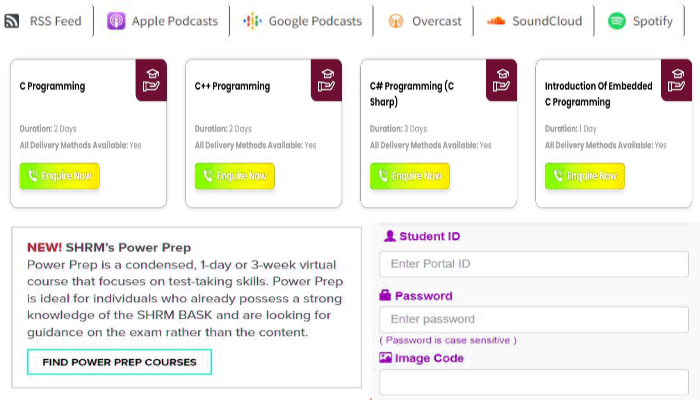 RSS Feed
Apple Podcasts
Google Podcasts
Overcast
SoundCloud
Spotify
C Programming
Duration: 2 Days
All Delivery Methods Available: Yes
Enquire Now
C++ Programming
Duration: 2 Days
All Delivery Methods Available: Yes
Enquire Now
C# Programming (C
Sharp)
Duration: 3 Days
All Delivery Methods Available: Yes
Enquire Now
Introduction Of Embedded
C Programming
Duration: 1 Day
All Delivery Methods Available: Yes
Enquire Now
NEW! SHRM's Power Prep
Power Prep is a condensed, 1-day or 3-week virtual
course that focuses on test-taking skills. Power Prep
is ideal for individuals who already possess a strong
knowledge of the SHRM BASK and are looking for
guidance on the exam rather than the content.
FIND POWER PREP COURSES
Student ID
Enter Portal ID
Password
Enter password
( Password is case sensitive )
Image Code